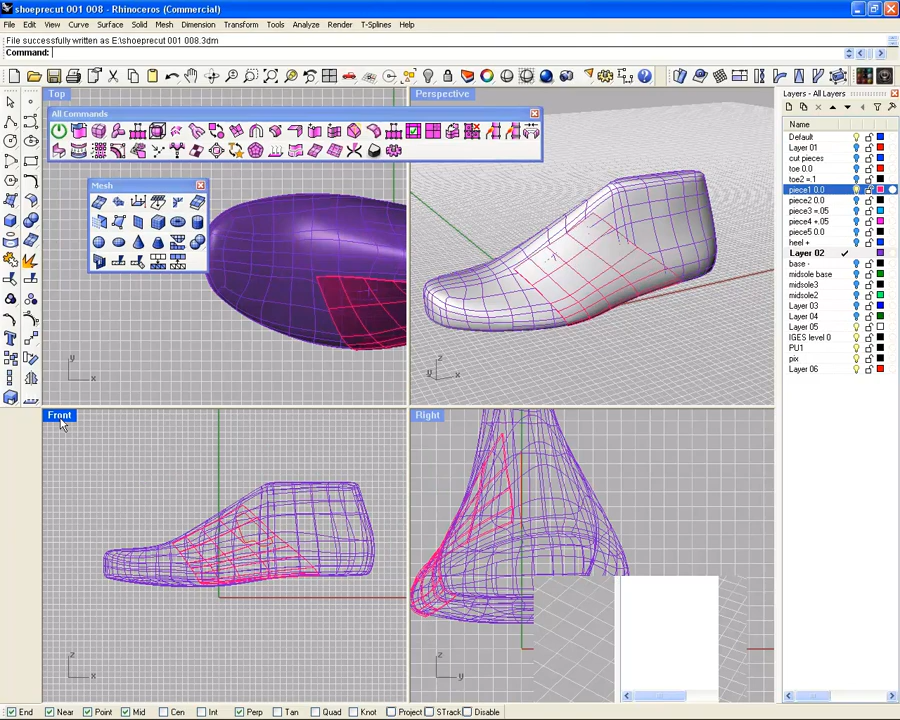 shoeprecut 001 008 - Rhinoceros (Commercial)
File Edit View Curve Surface Solid Mesh Dimension Transform Tools Analyze Render T-Splines Help
File successfully written as E:\shoeprecut 001 008.3dm
Command:
Top
Perspective
Layers - All Layers
All Commands
Name
Default
Layer 01
cut pieces
toe 0.0
toe2 =.1
piece1 0.0
piece2 0.0
piece3 =.05
piece4 +.05
piece5 0.0
heel +
Layer 02
base -
midsole base
midsole3
midsole2
Layer 03
Layer 04
Layer 05
IGES level 0
PU1
pix
Layer 06
Mesh
y
x
z
y
x
Front
Right
z
x
z
y
End Near Point Mid Cen Int Perp Tan Quad Knot Project STrack Disable